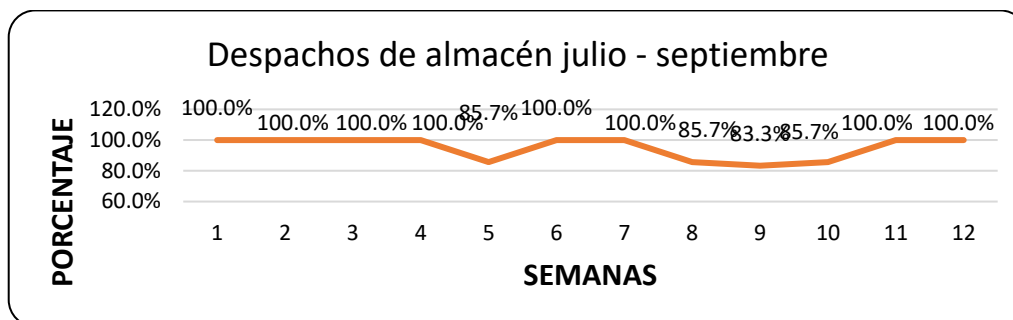 Despachos de almacén julio - septiembre
PORCENTAJE
120.0%
100.0%
80.0%
60.0%
100.0% 100.0% 100.0% 100.0% 85.7% 100.0% 100.0% 85.7% 83.3% 85.7% 100.0% 100.0%
1 2 3 4 5 6 7 8 9 10 11 12
SEMANAS